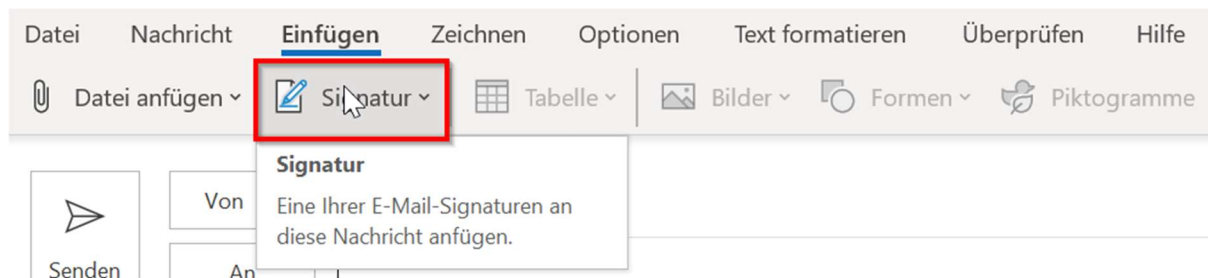 Datei Nachricht Einfügen Zeichnen Optionen Text formatieren Überprüfen Hilfe
Datei anfügen Signatur Tabelle Bilder Formen Piktogramme
Signatur
Von
Eine Ihrer E-Mail-Signaturen an
diese Nachricht anfügen.
Senden
An